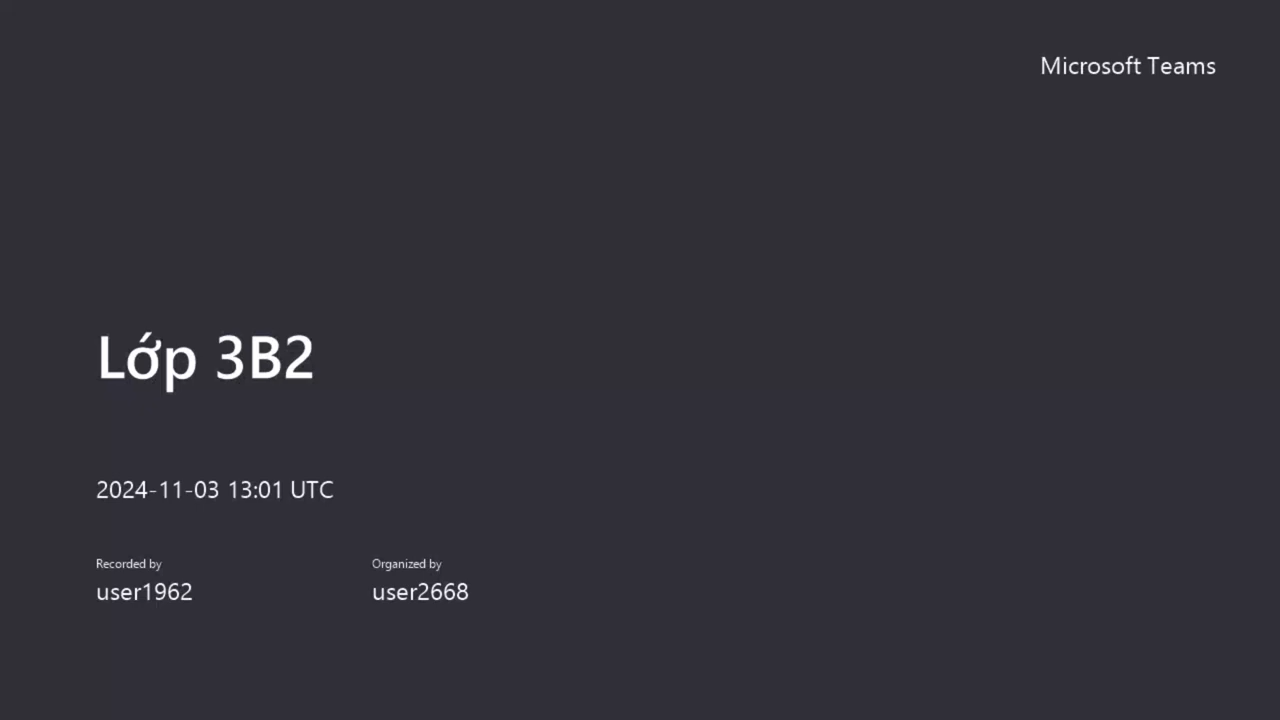 Microsoft Teams
Lớp 3B2
2024-11-03 13:01 UTC
Recorded by
Organized by
user1962
user2668